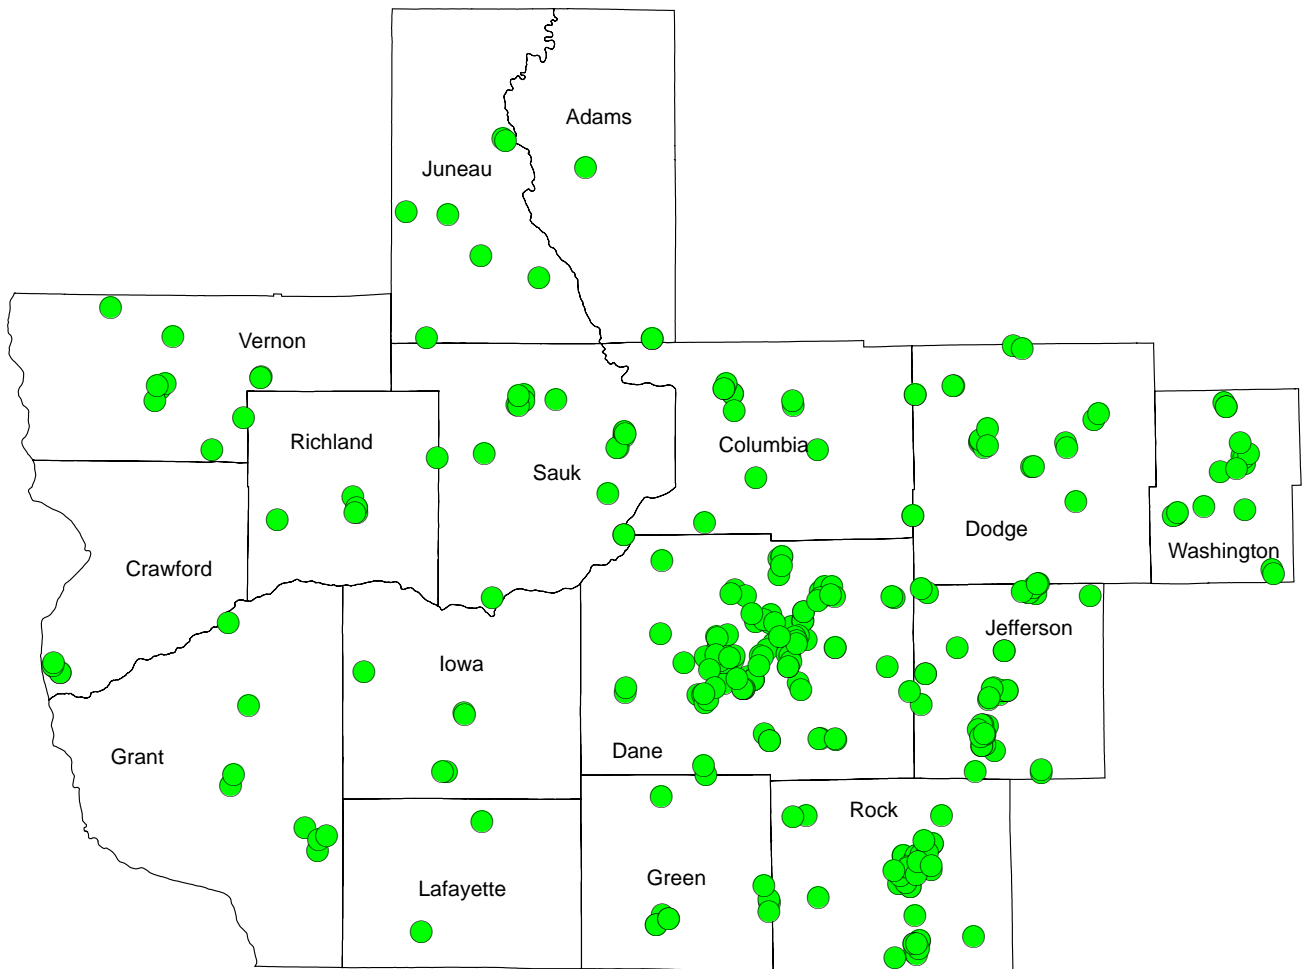 Adams
Juneau
Vernon
Richland
Columbia
Sauk
Dodge
Washington
Crawford
Jefferson
Iowa
Dane
Grant
Rock
Green
Lafayette